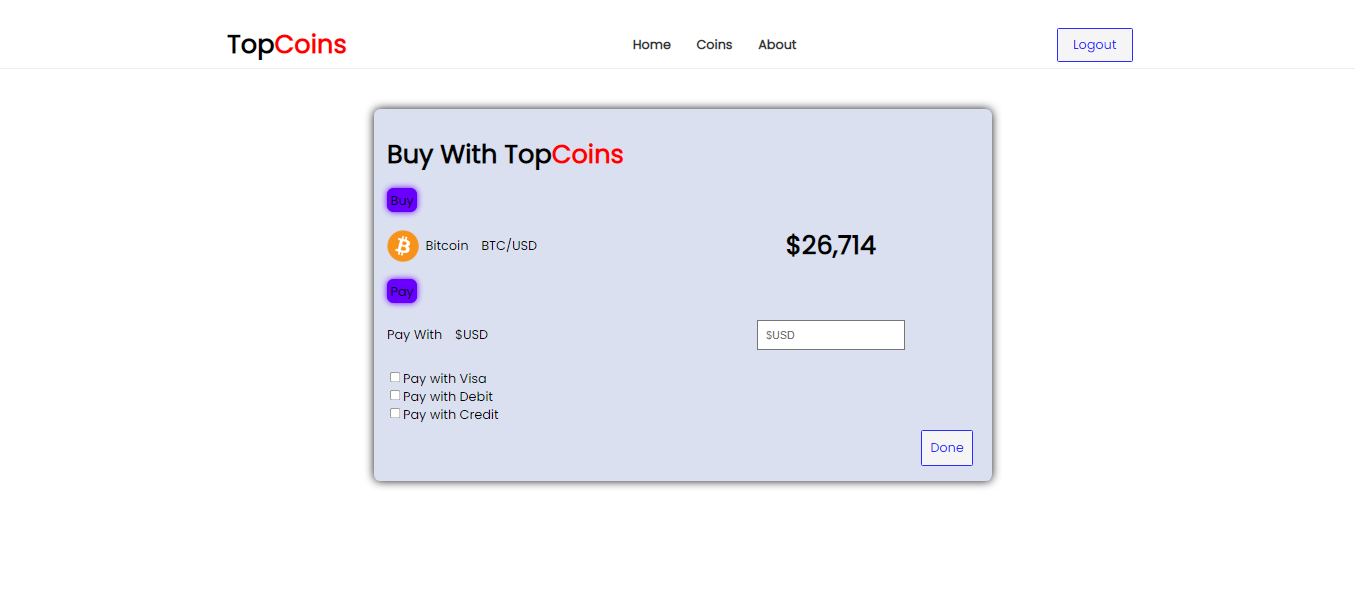 TopCoins Home Coins About Logout
Buy With TopCoins
Buy
Bitcoin BTC/USD $26,714
Pay
Pay With $USD $USD
Pay with Visa
Pay with Debit
Pay with Credit
Done